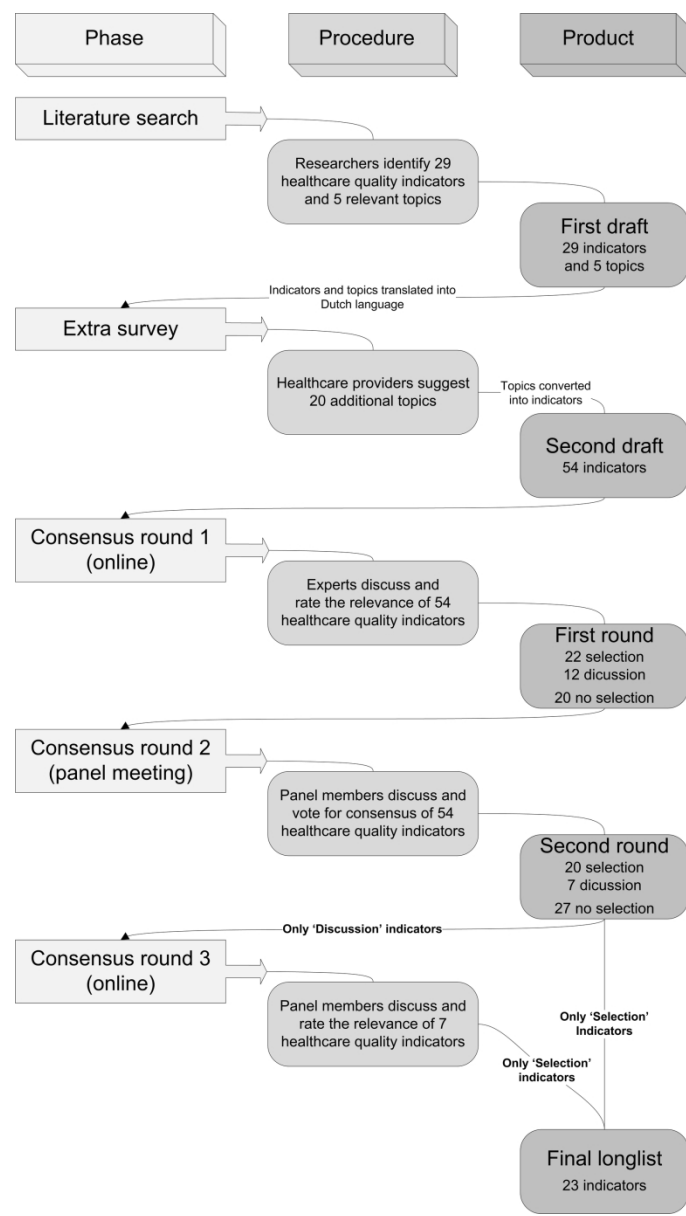 Phase
Procedure
Product
Literature search
Researchers identify 29
healthcare quality indicators
and 5 relevant topics
First draft
29 indicators
and 5 topics
Indicators and topics translated into
Dutch language
Extra survey
Healthcare providers suggest
20 additional topics
Topics converted
into indicators
Second draft
54 indicators
Consensus round 1
(online)
Experts discuss and
rate the relevance of 54
healthcare quality indicators
First round
22 selection
12 dicussion
20 no selection
Consensus round 2
(panel meeting)
Panel members discuss and
vote for consensus of 54
healthcare quality indicators
Second round
20 selection
7 dicussion
27 no selection
Only ‘Discussion’ indicators
Consensus round 3
(online)
Panel members discuss and
rate the relevance of 7
healthcare quality indicators
Only ‘Selection’
Indicators
Only ‘Selection’
indicators
Final longlist
23 indicators